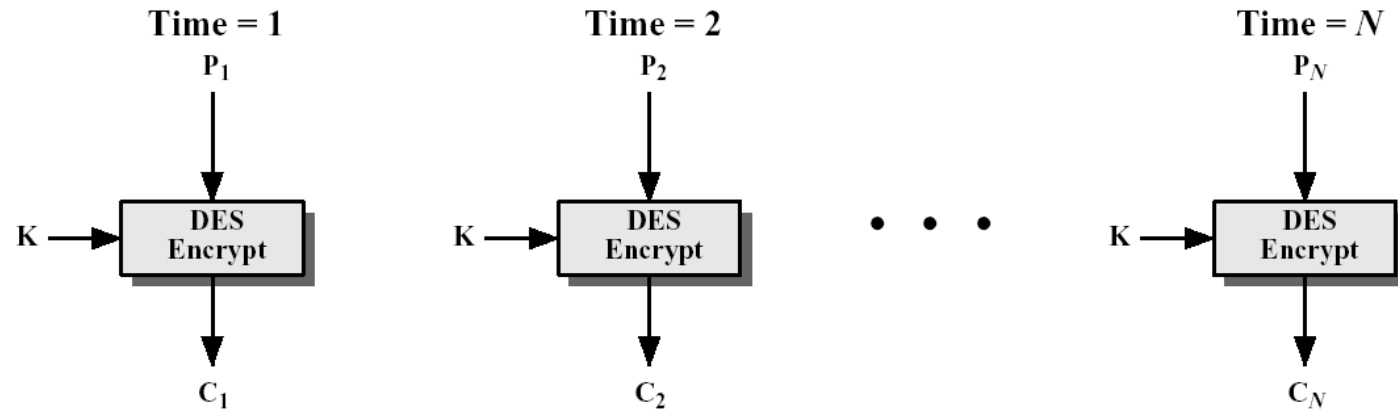 Time = 1 Time = 2 Time = N
P1 P2 PN
DES DES DES
K Encrypt K Encrypt • • • K Encrypt
C1 C2 CN